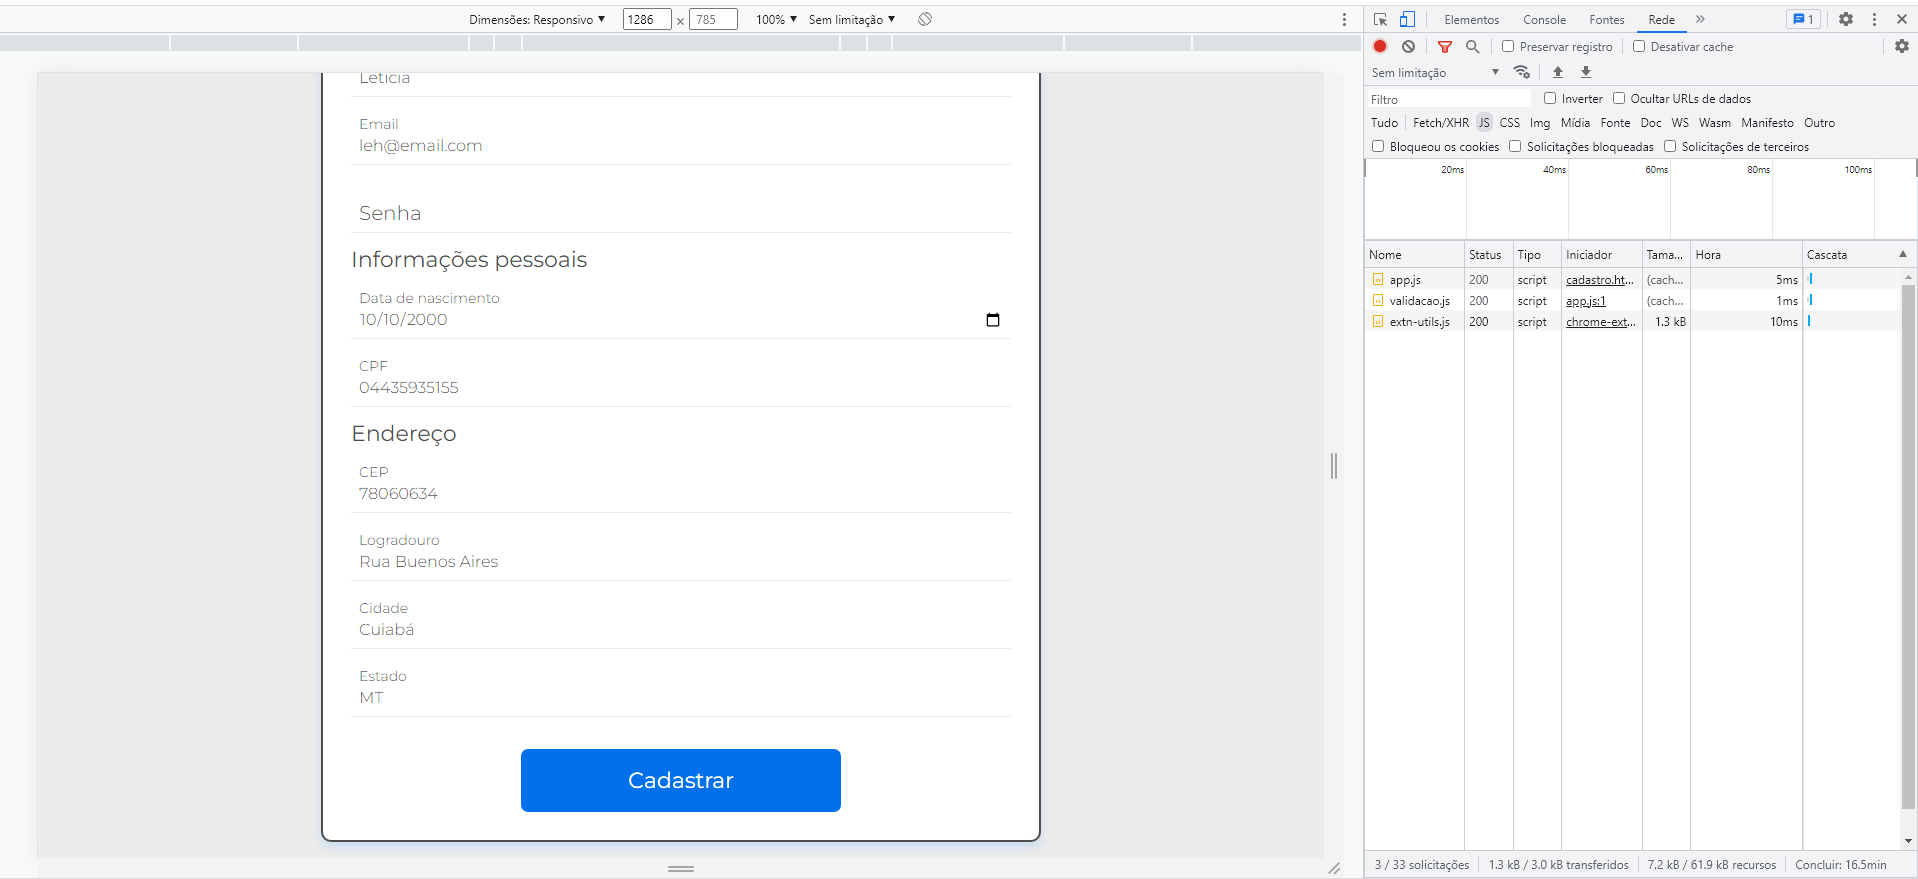 Dimensões: Responsivo ▼ 1286 × 785 100% ▼ Sem limitação ▼
Letícia
Email
leh@email.com
Senha
Informações pessoais
Data de nascimento
10/10/2000
CPF
04435935155
Endereço
CEP
78060634
Logradouro
Rua Buenos Aires
Cidade
Cuiabá
Estado
MT
Cadastrar
Elementos Console Fontes Rede » 1
Preservar registro Desativar cache
Sem limitação ▼
Filtro Inverter Ocultar URLs de dados
Tudo Fetch/XHR JS CSS Img Mídia Fonte Doc WS Wasm Manifesto Outro
Bloqueou os cookies Solicitações bloqueadas Solicitações de terceiros
20ms 40ms 60ms 80ms 100ms
Nome Status Tipo Iniciador Tama... Hora Cascata ▲
app.js 200 script cadastro.ht... (cach... 5ms
validacao.js 200 script app.js:1 (cach... 1ms
extn-utils.js 200 script chrome-ext... 1.3 kB 10ms
3 / 33 solicitações 1.3 kB / 3.0 kB transferidos 7.2 kB / 61.9 kB recursos Concluir: 16.5min